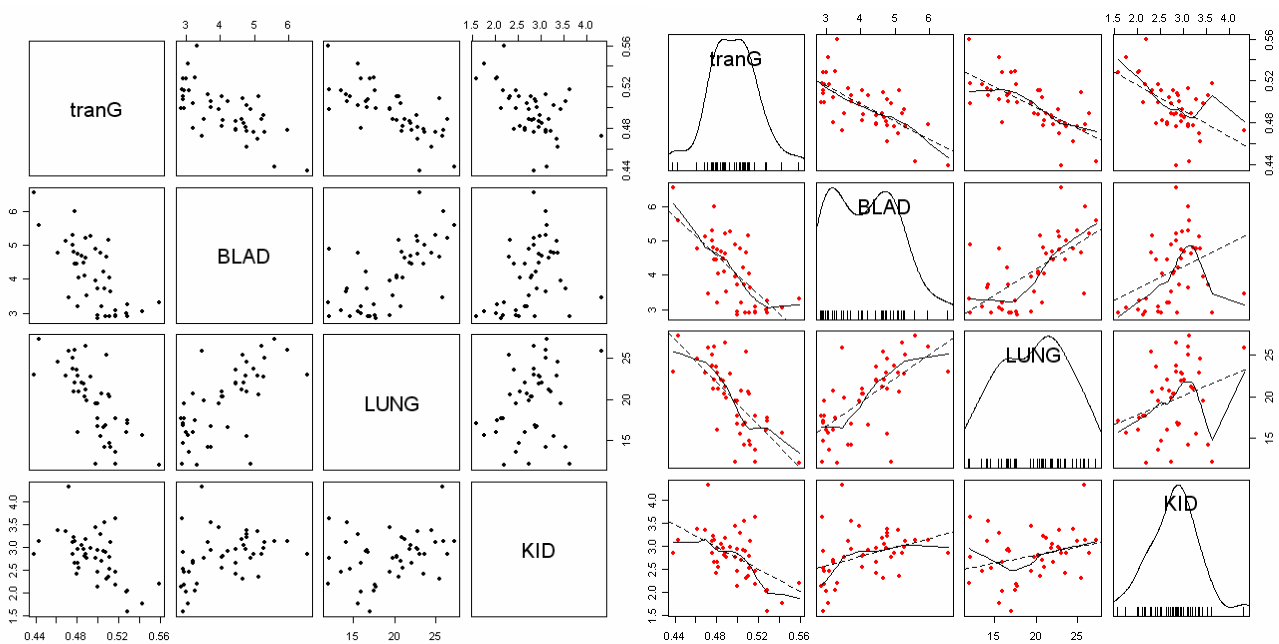 3 4 5 6 1.5 2.0 2.5 3.0 3.5 4.0
tranG
0.44 0.48 0.52 0.56
BLAD
3 4 5 6
LUNG
15 20 25
KID
1.5 2.0 2.5 3.0 3.5 4.0
0.44 0.48 0.52 0.56 15 20 25
3 4 5 6 1.5 2.0 2.5 3.0 3.5 4.0
tranG
0.44 0.48 0.52 0.56
BLAD
3 4 5 6
LUNG
15 20 25
KID
1.5 2.0 2.5 3.0 3.5 4.0
0.44 0.48 0.52 0.56 15 20 25